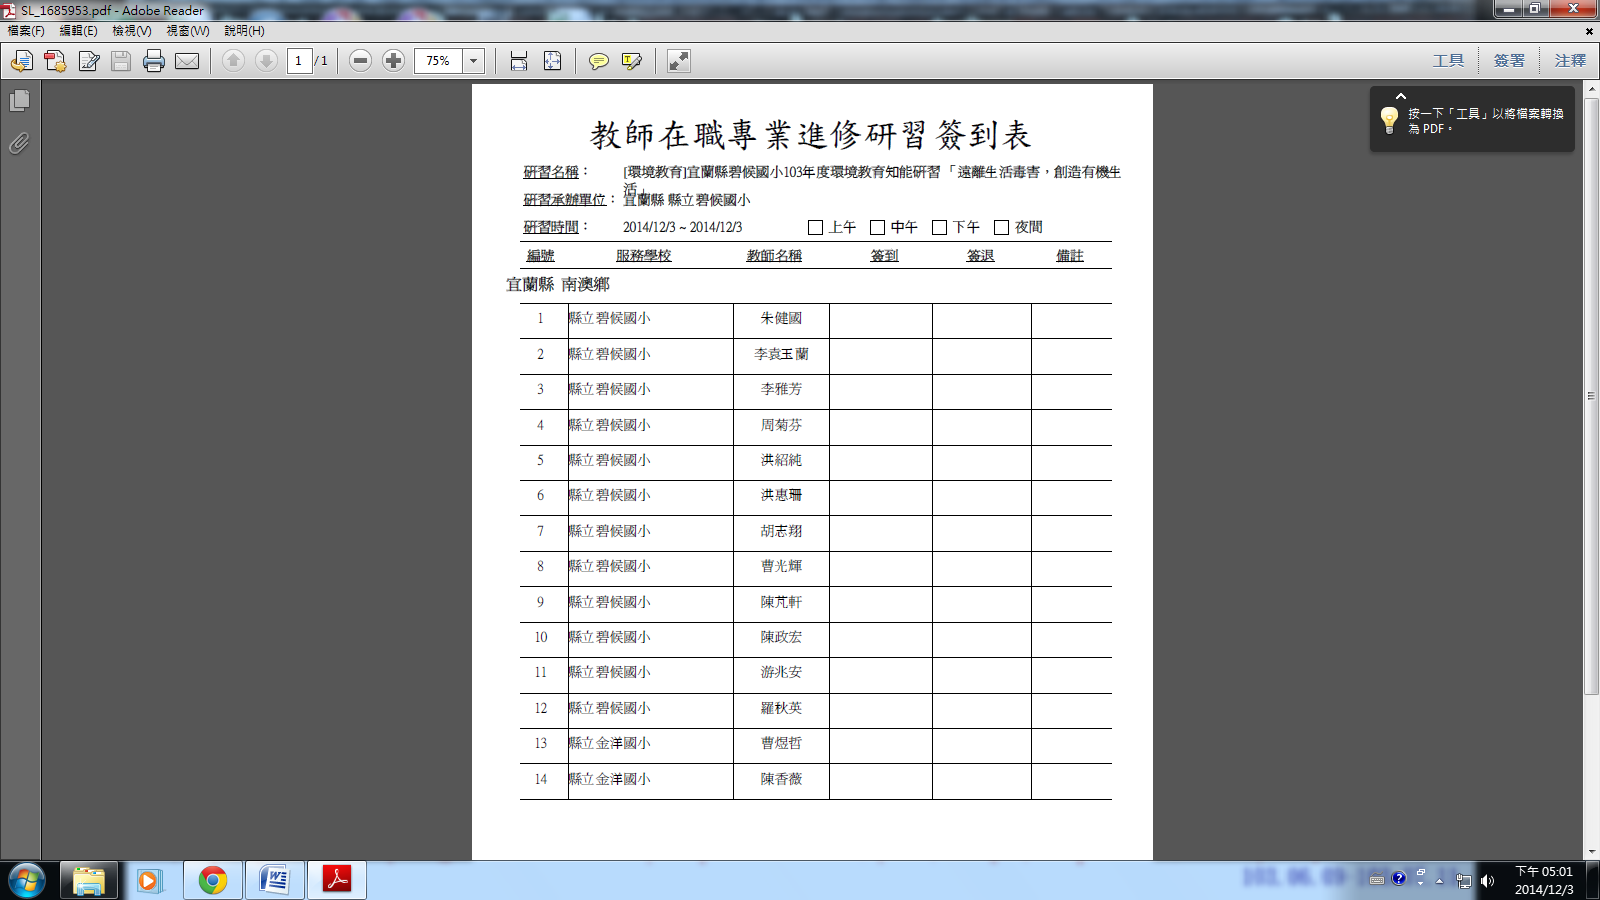 SL_1685953.pdf - Adobe Reader
檔案(F) 編輯(E) 檢視(V) 視窗(W) 說明(H)
1 / 1 75% 工具 簽署 注釋
按一下「工具」以將檔案轉換
為 PDF。
教師在職專業進修研習簽到表
研習名稱： [環境教育]宜蘭縣碧候國小103年度環境教育知能研習「遠離生活毒害，創造有機生
活」
研習承辦單位： 宜蘭縣 縣立碧候國小
研習時間： 2014/12/3 ~ 2014/12/3 上午 中午 下午 夜間
編號 服務學校 教師名稱 簽到 簽退 備註
宜蘭縣 南澳鄉
1 縣立碧候國小 朱健國
2 縣立碧候國小 李袁玉蘭
3 縣立碧候國小 李雅芳
4 縣立碧候國小 周菊芬
5 縣立碧候國小 洪紹純
6 縣立碧候國小 洪惠珊
7 縣立碧候國小 胡志翔
8 縣立碧候國小 曹光輝
9 縣立碧候國小 陳芃軒
10 縣立碧候國小 陳政宏
11 縣立碧候國小 游兆安
12 縣立碧候國小 羅秋英
13 縣立金洋國小 曹煜哲
14 縣立金洋國小 陳香薇
下午 05:01
2014/12/3